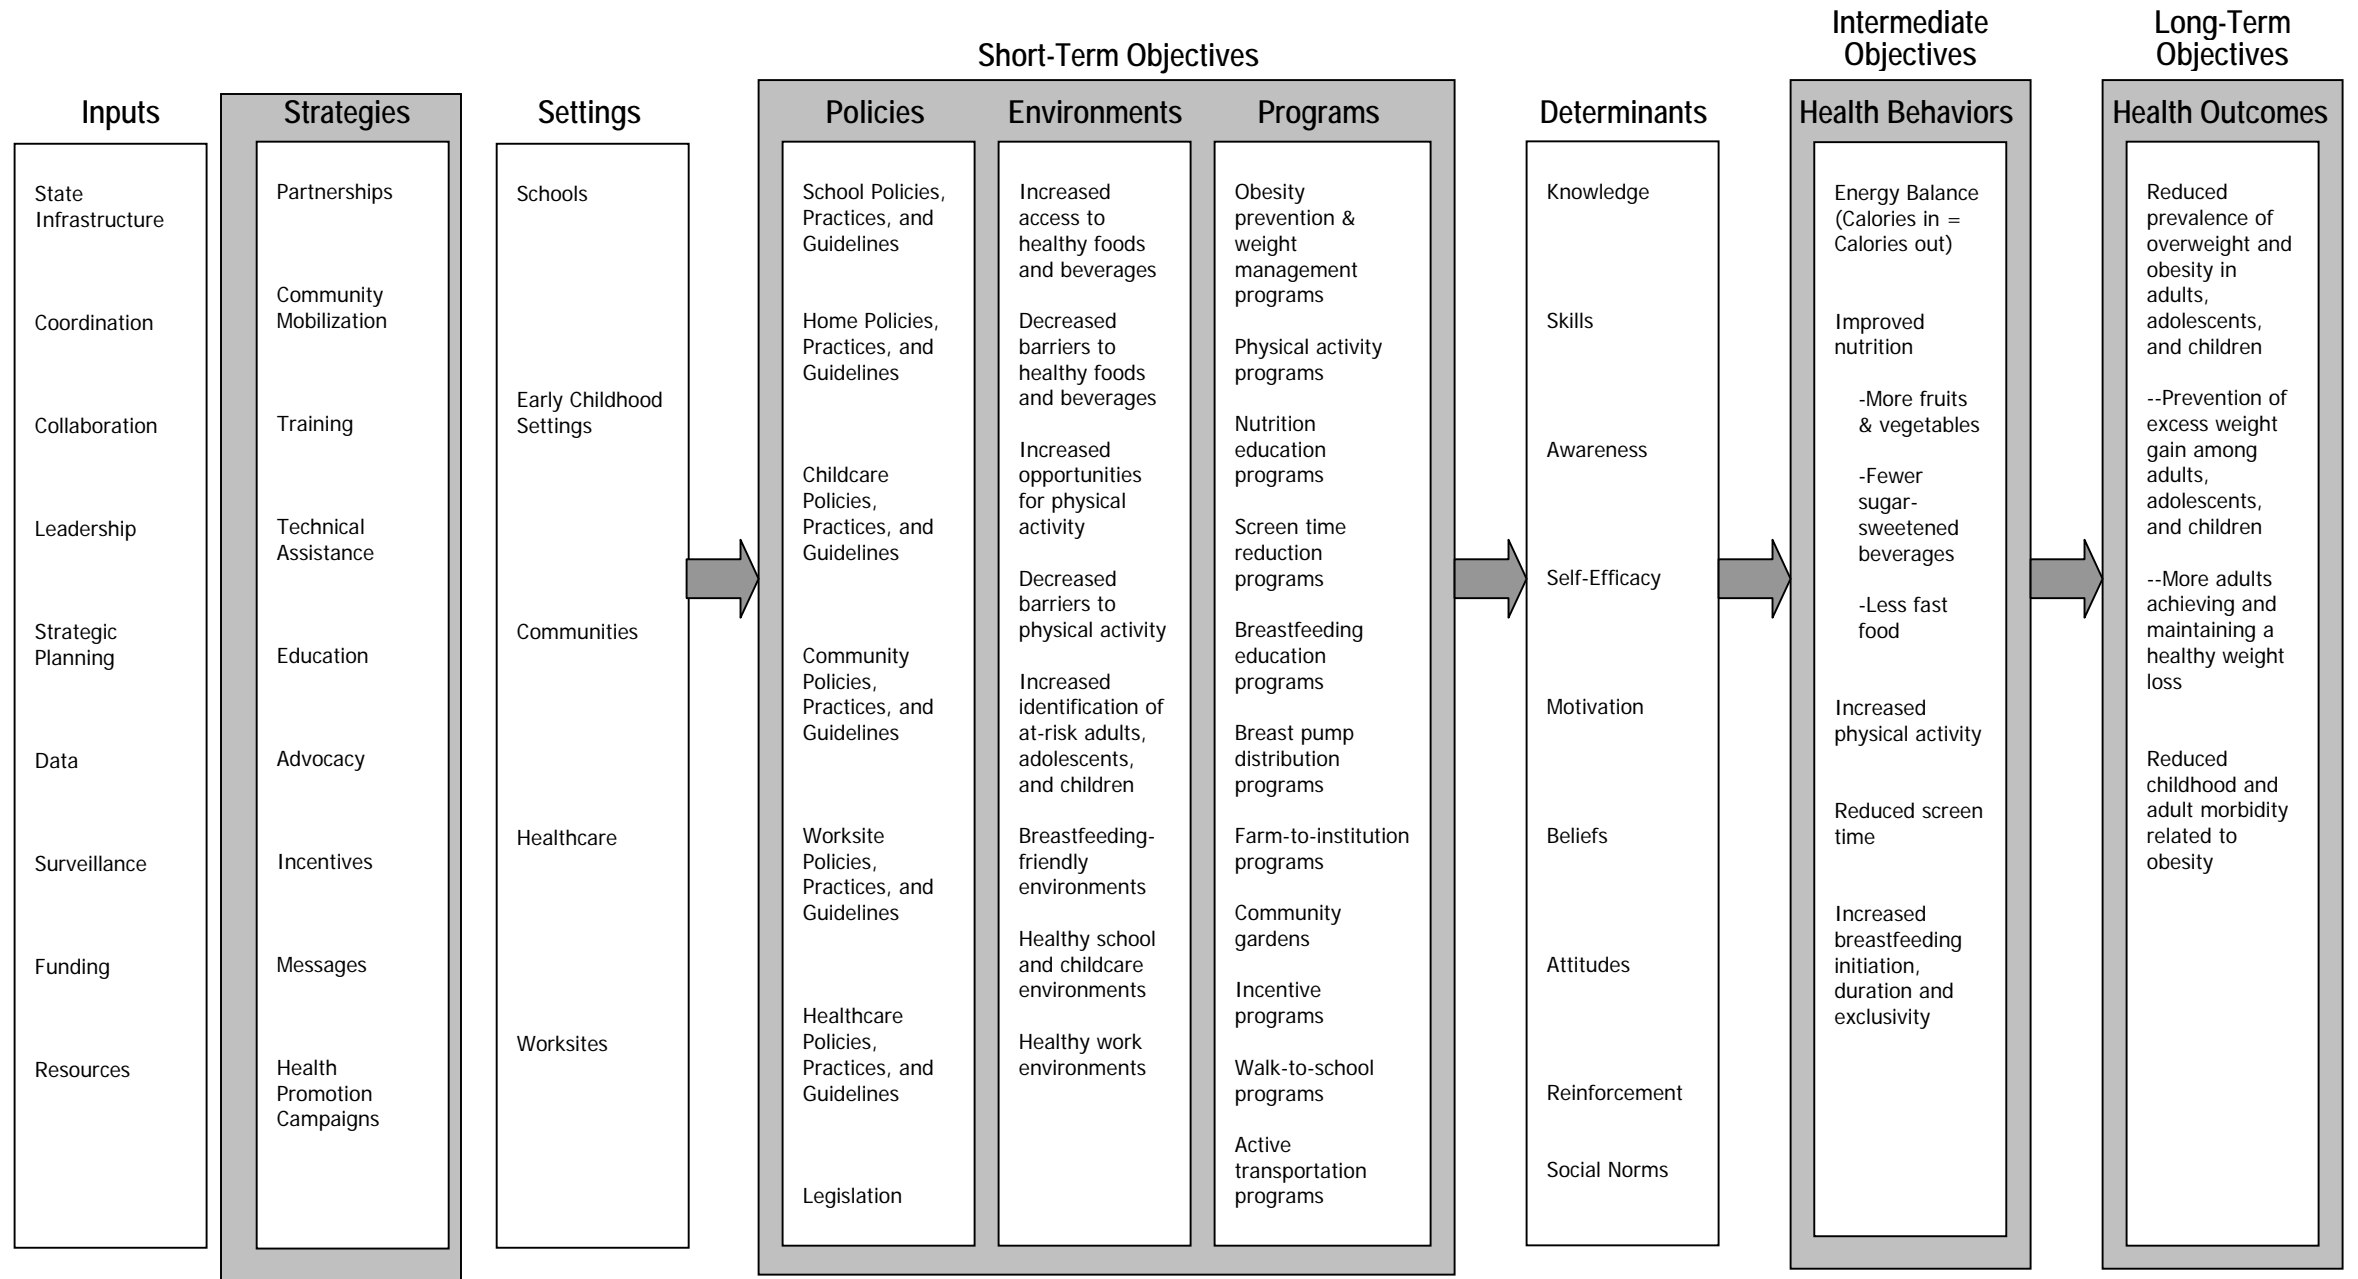 Short-Term Objectives
Intermediate
Objectives
Long-Term
Objectives
Inputs
State
Infrastructure
Coordination
Collaboration
Leadership
Strategic
Planning
Data
Surveillance
Funding
Resources
Strategies
Partnerships
Community
Mobilization
Training
Technical
Assistance
Education
Advocacy
Incentives
Messages
Health
Promotion
Campaigns
Settings
Schools
Early Childhood
Settings
Communities
Healthcare
Worksites
Policies
School Policies,
Practices, and
Guidelines
Home Policies,
Practices, and
Guidelines
Childcare
Policies,
Practices, and
Guidelines
Community
Policies,
Practices, and
Guidelines
Worksite
Policies,
Practices, and
Guidelines
Healthcare
Policies,
Practices, and
Guidelines
Legislation
Environments
Increased
access to
healthy foods
and beverages
Decreased
barriers to
healthy foods
and beverages
Increased
opportunities
for physical
activity
Decreased
barriers to
physical activity
Increased
identification of
at-risk adults,
adolescents,
and children
Breastfeeding-
friendly
environments
Healthy school
and childcare
environments
Healthy work
environments
Programs
Obesity
prevention &
weight
management
programs
Physical activity
programs
Nutrition
education
programs
Screen time
reduction
programs
Breastfeeding
education
programs
Breast pump
distribution
programs
Farm-to-institution
programs
Community
gardens
Incentive
programs
Walk-to-school
programs
Active
transportation
programs
Determinants
Knowledge
Skills
Awareness
Self-Efficacy
Motivation
Beliefs
Attitudes
Reinforcement
Social Norms
Health Behaviors
Energy Balance
(Calories in =
Calories out)
Improved
nutrition
-More fruits
& vegetables
-Fewer
sugar-
sweetened
beverages
-Less fast
food
Increased
physical activity
Reduced screen
time
Increased
breastfeeding
initiation,
duration and
exclusivity
Health Outcomes
Reduced
prevalence of
overweight and
obesity in
adults,
adolescents,
and children
--Prevention of
excess weight
gain among
adults,
adolescents,
and children
--More adults
achieving and
maintaining a
healthy weight
loss
Reduced
childhood and
adult morbidity
related to
obesity